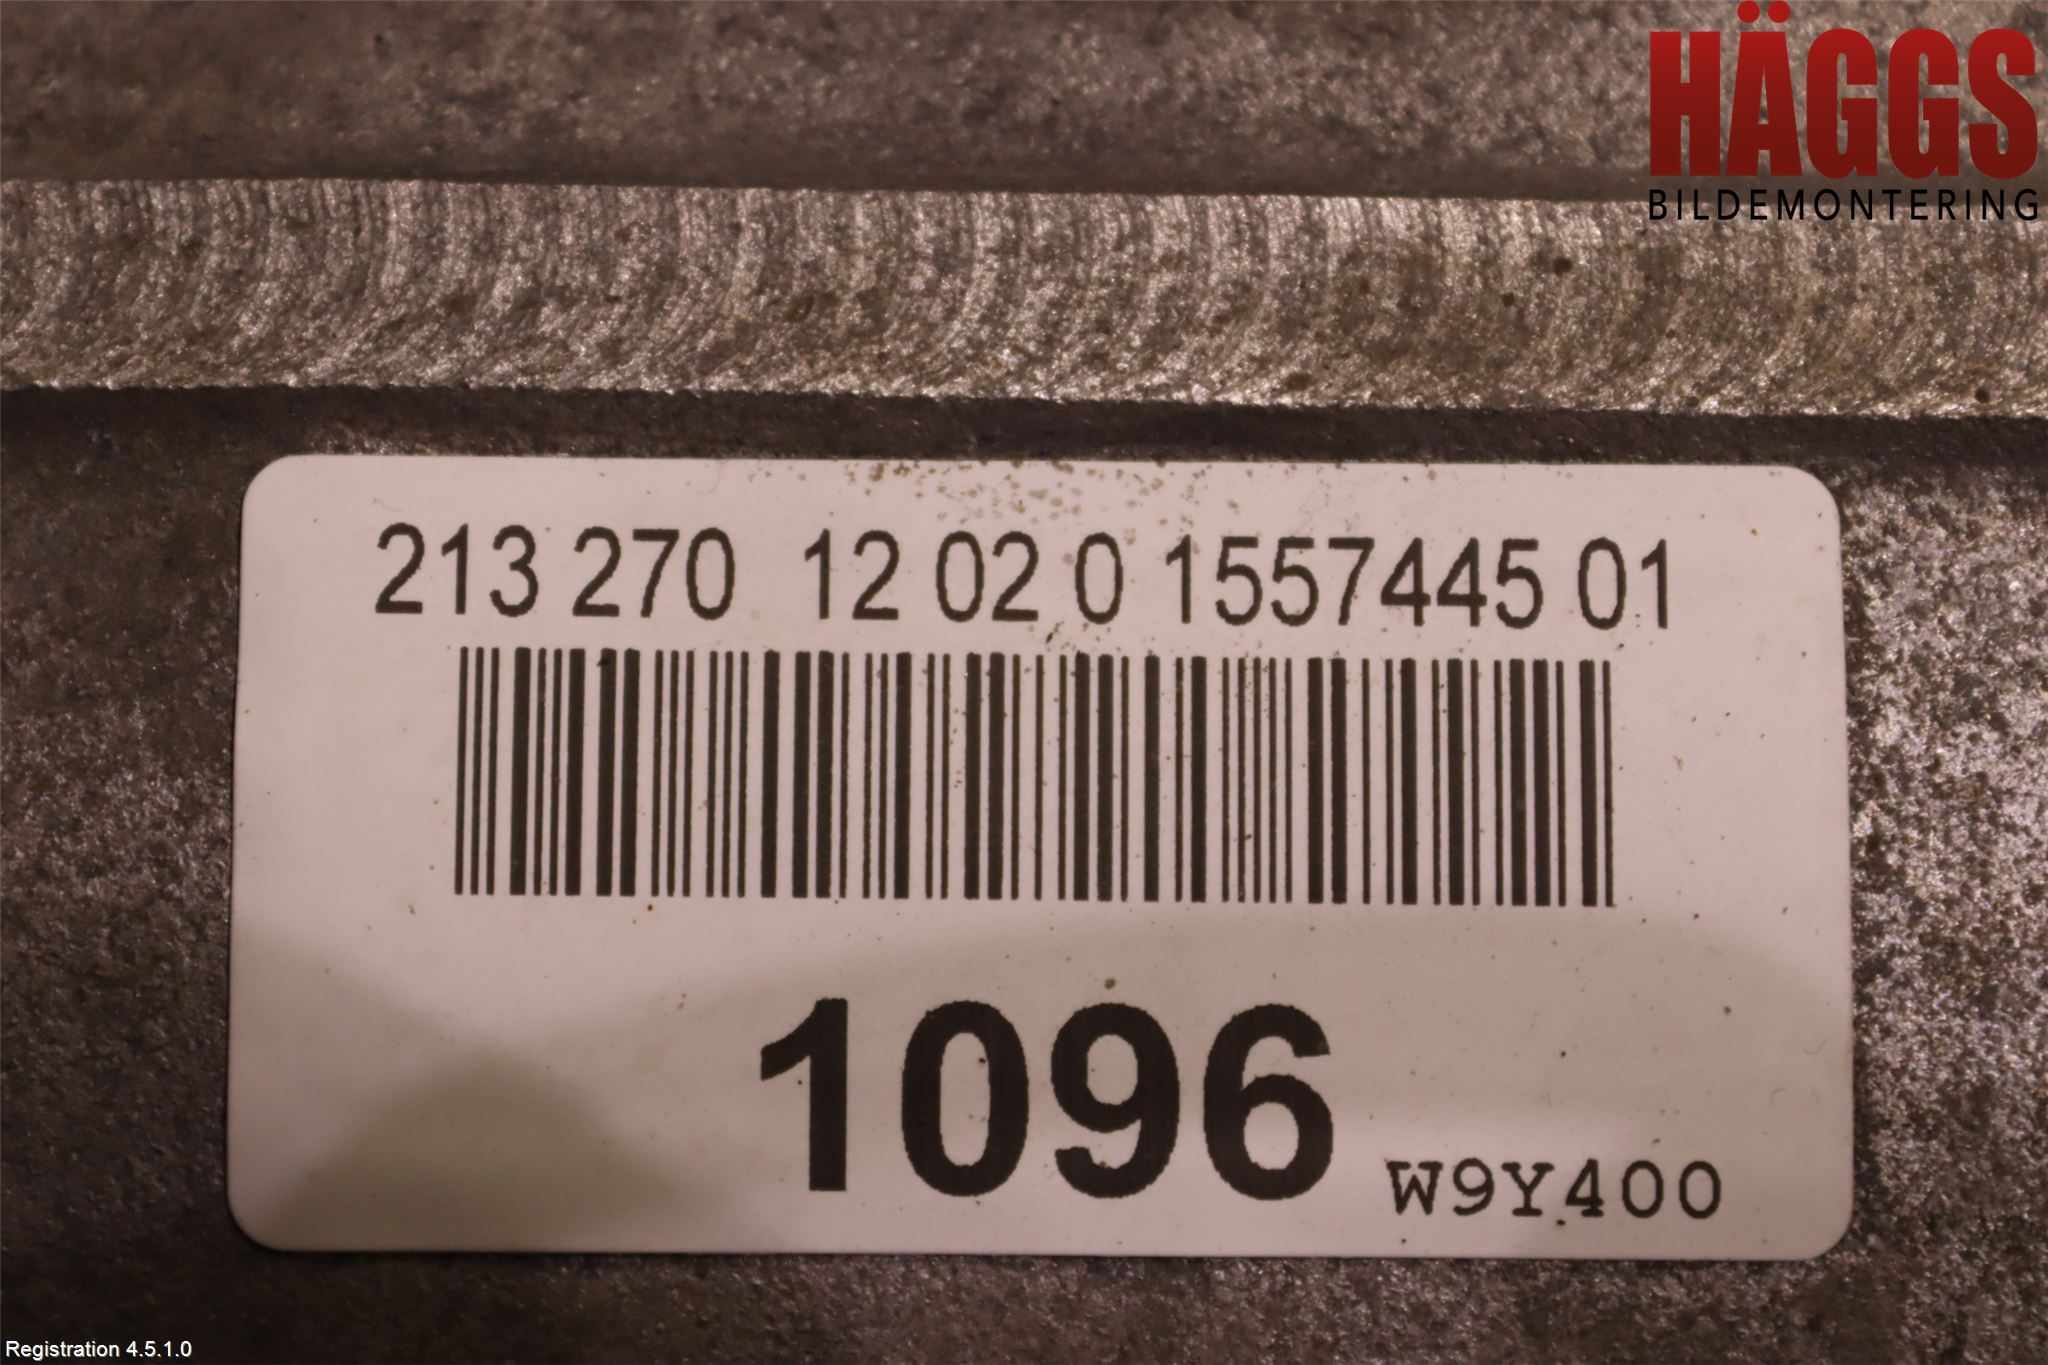 HÄGGS
BILDEMONTERING
213 270 12 02 0 1557445 01
1096
W9Y400
Registration 4.5.1.0